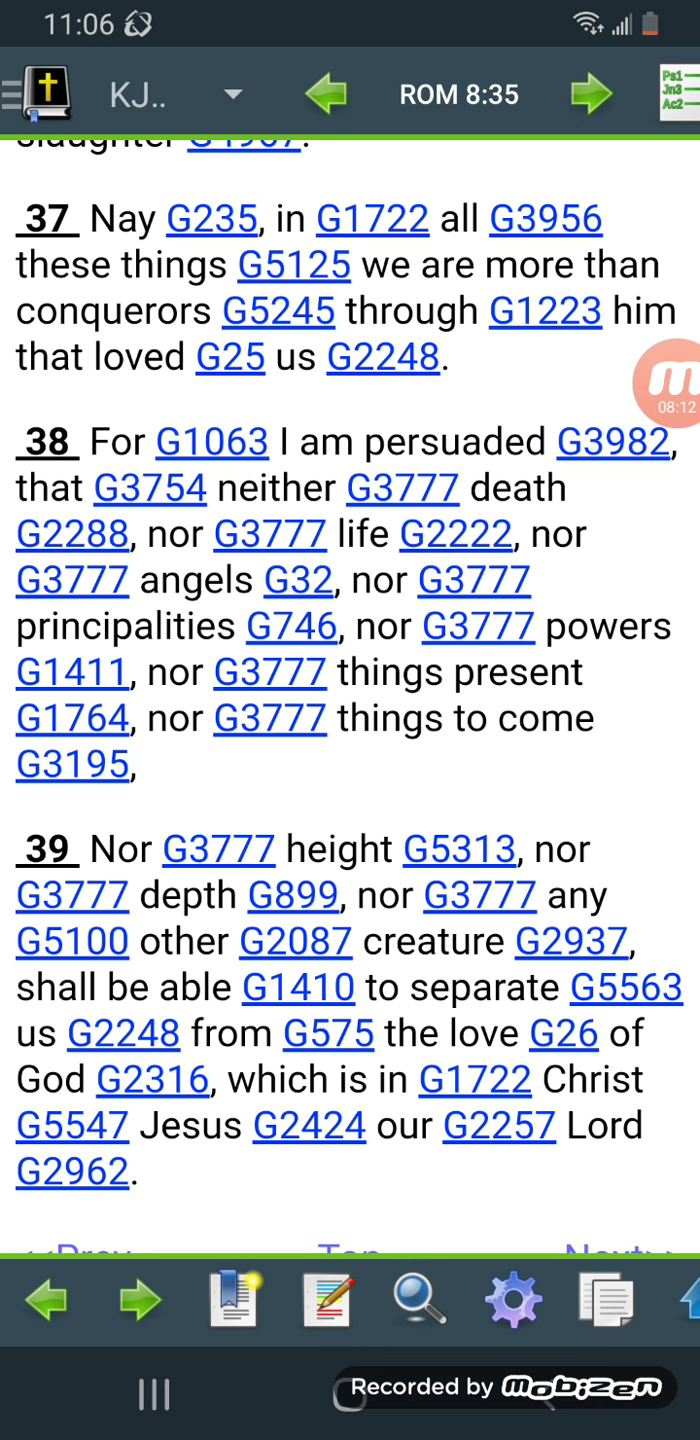 11:06
KJ..
ROM 8:35
Ps1
Jn3
Ac2
37 Nay G235, in G1722 all G3956
these things G5125 we are more than
conquerors G5245 through G1223 him
that loved G25 us G2248.
08:12
38 For G1063 I am persuaded G3982,
that G3754 neither G3777 death
G2288, nor G3777 life G2222, nor
G3777 angels G32, nor G3777
principalities G746, nor G3777 powers
G1411, nor G3777 things present
G1764, nor G3777 things to come
G3195,
39 Nor G3777 height G5313, nor
G3777 depth G899, nor G3777 any
G5100 other G2087 creature G2937,
shall be able G1410 to separate G5563
us G2248 from G575 the love G26 of
God G2316, which is in G1722 Christ
G5547 Jesus G2424 our G2257 Lord
G2962.
Recorded by Mobizen